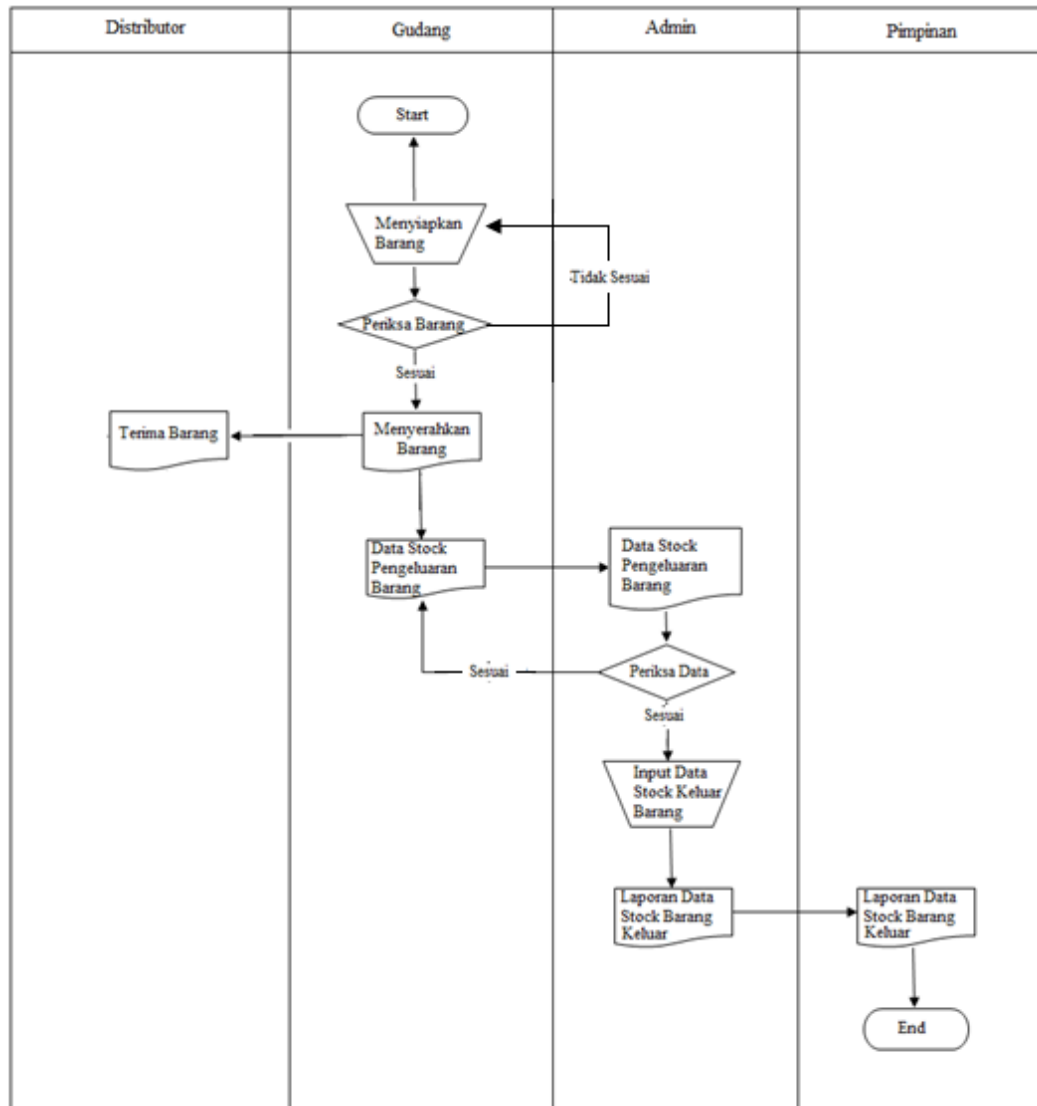 Distributor
Gudang
Admin
Pimpinan
Start
Menyiapkan
Barang
Tidak Sesuai
Periksa Barang
Sesuai
Terima Barang
Menyerahkan
Barang
Data Stock
Pengeluaran
Barang
Data Stock
Pengeluaran
Barang
Sesuai
Periksa Data
Sesuai
Input Data
Stock Keluar
Barang
Laporan Data
Stock Barang
Keluar
Laporan Data
Stock Barang
Keluar
End